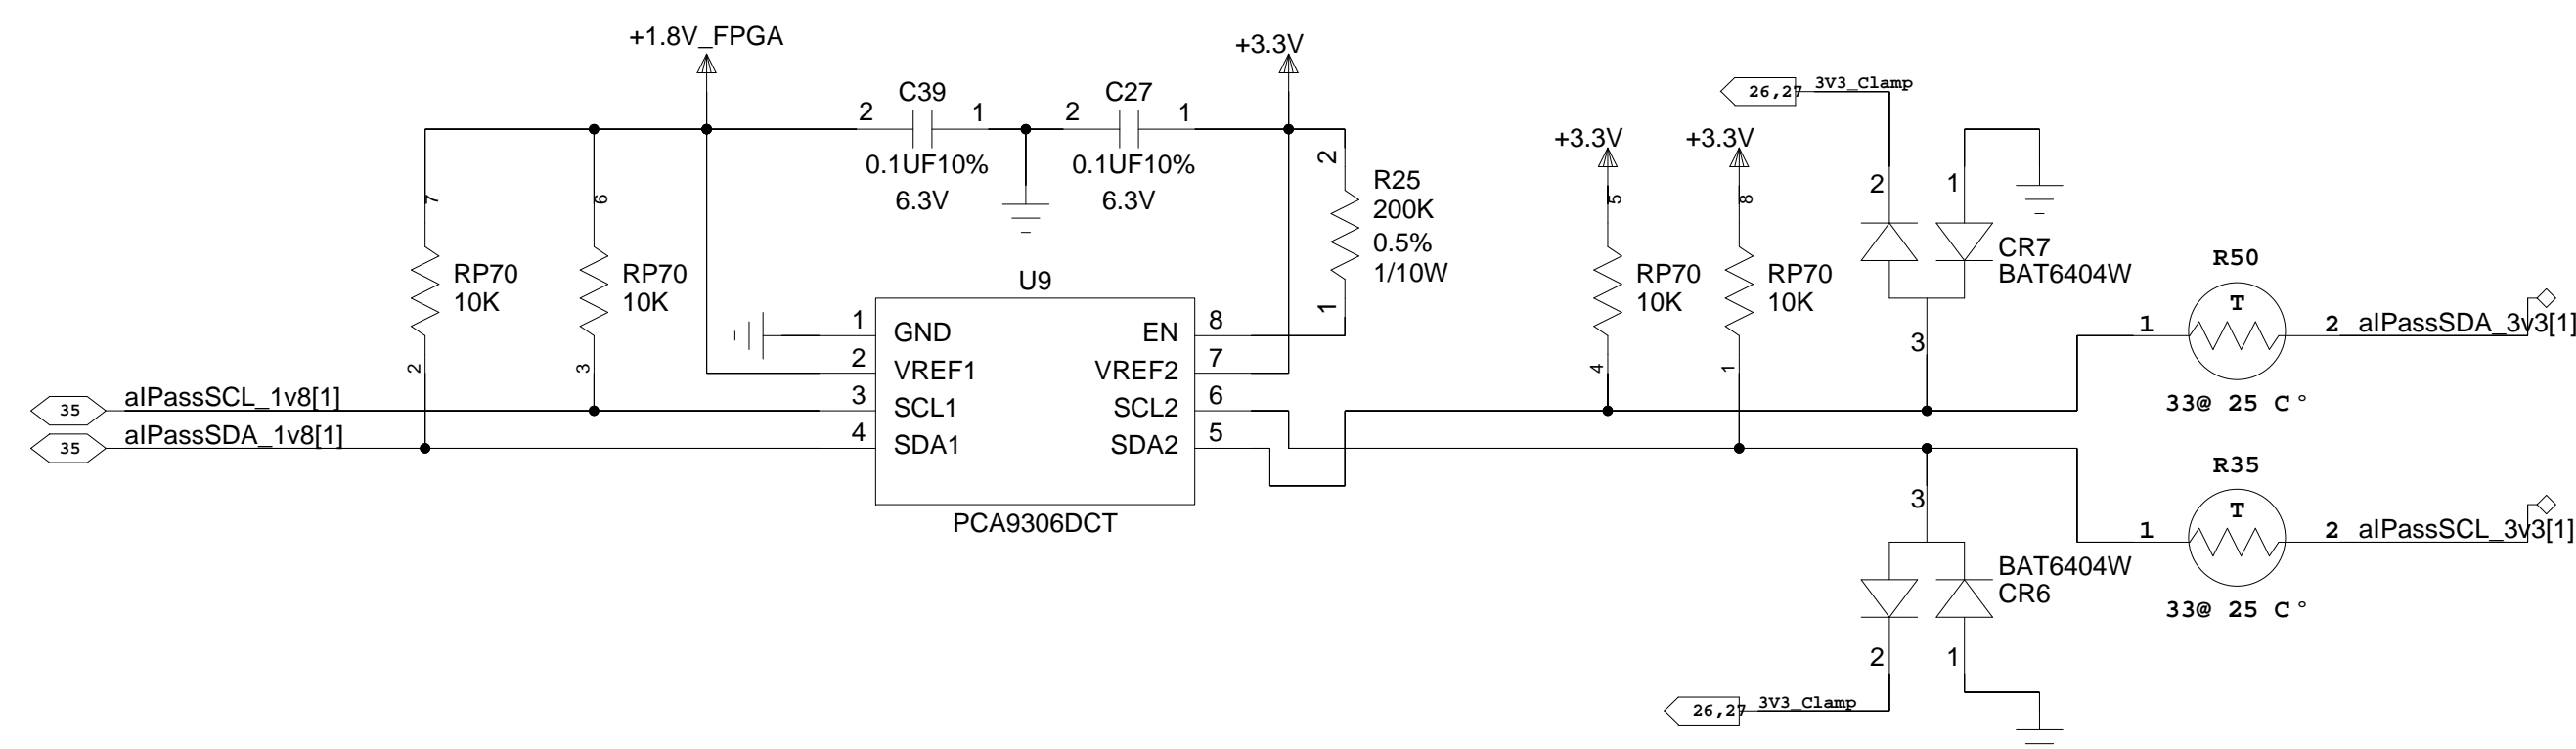 +1.8V_FPGA
+3.3V
C39
C27
2
1
2
1
0.1UF10%
6.3V
0.1UF10%
6.3V
2
R25
200K
0.5%
1/10W
1
7
RP70
10K
2
6
RP70
10K
3
U9
1
GND
2
VREF1
3
SCL1
4
SDA1
EN
8
VREF2
7
SCL2
6
SDA2
5
PCA9306DCT
35
aIPassSCL_1v8[1]
35
aIPassSDA_1v8[1]
+3.3V
5
RP70
10K
4
+3.3V
8
RP70
10K
1
26,27
3V3_Clamp
2
1
CR7
BAT6404W
3
R50
T
1
2
aIPassSDA_3v3[1]
33@ 25 C°
3
BAT6404W
CR6
2
1
26,27
3V3_Clamp
R35
T
1
2
aIPassSCL_3v3[1]
33@ 25 C°